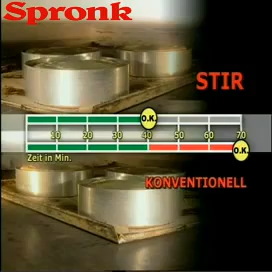 Spronk
STIR
O.K.
10 20 30 40 50 60 70
O.K.
Zeit in Min.
KONVENTIONELL